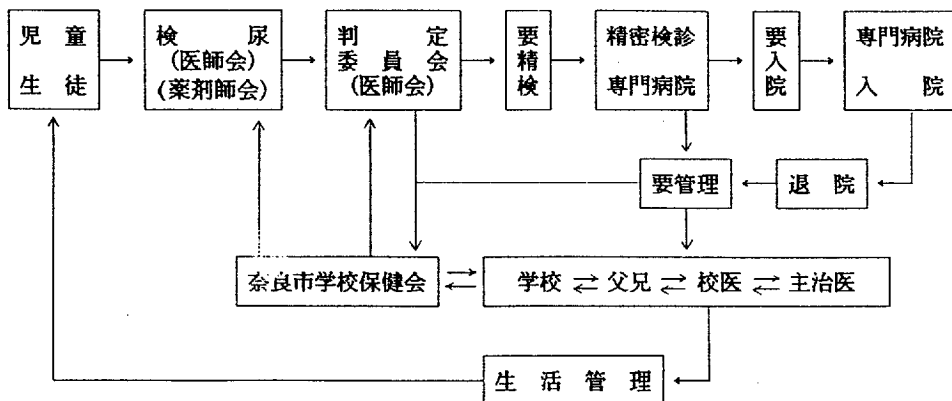 児童
生徒
検尿
(医師会)
(薬剤師会)
判定
委員会
(医師会)
要精検
精密検診
専門病院
要入院
専門病院
入院
要管理
退院
奈良市学校保健会
学校 ⇄ 父兄 ⇄ 校医 ⇄ 主治医
生活管理